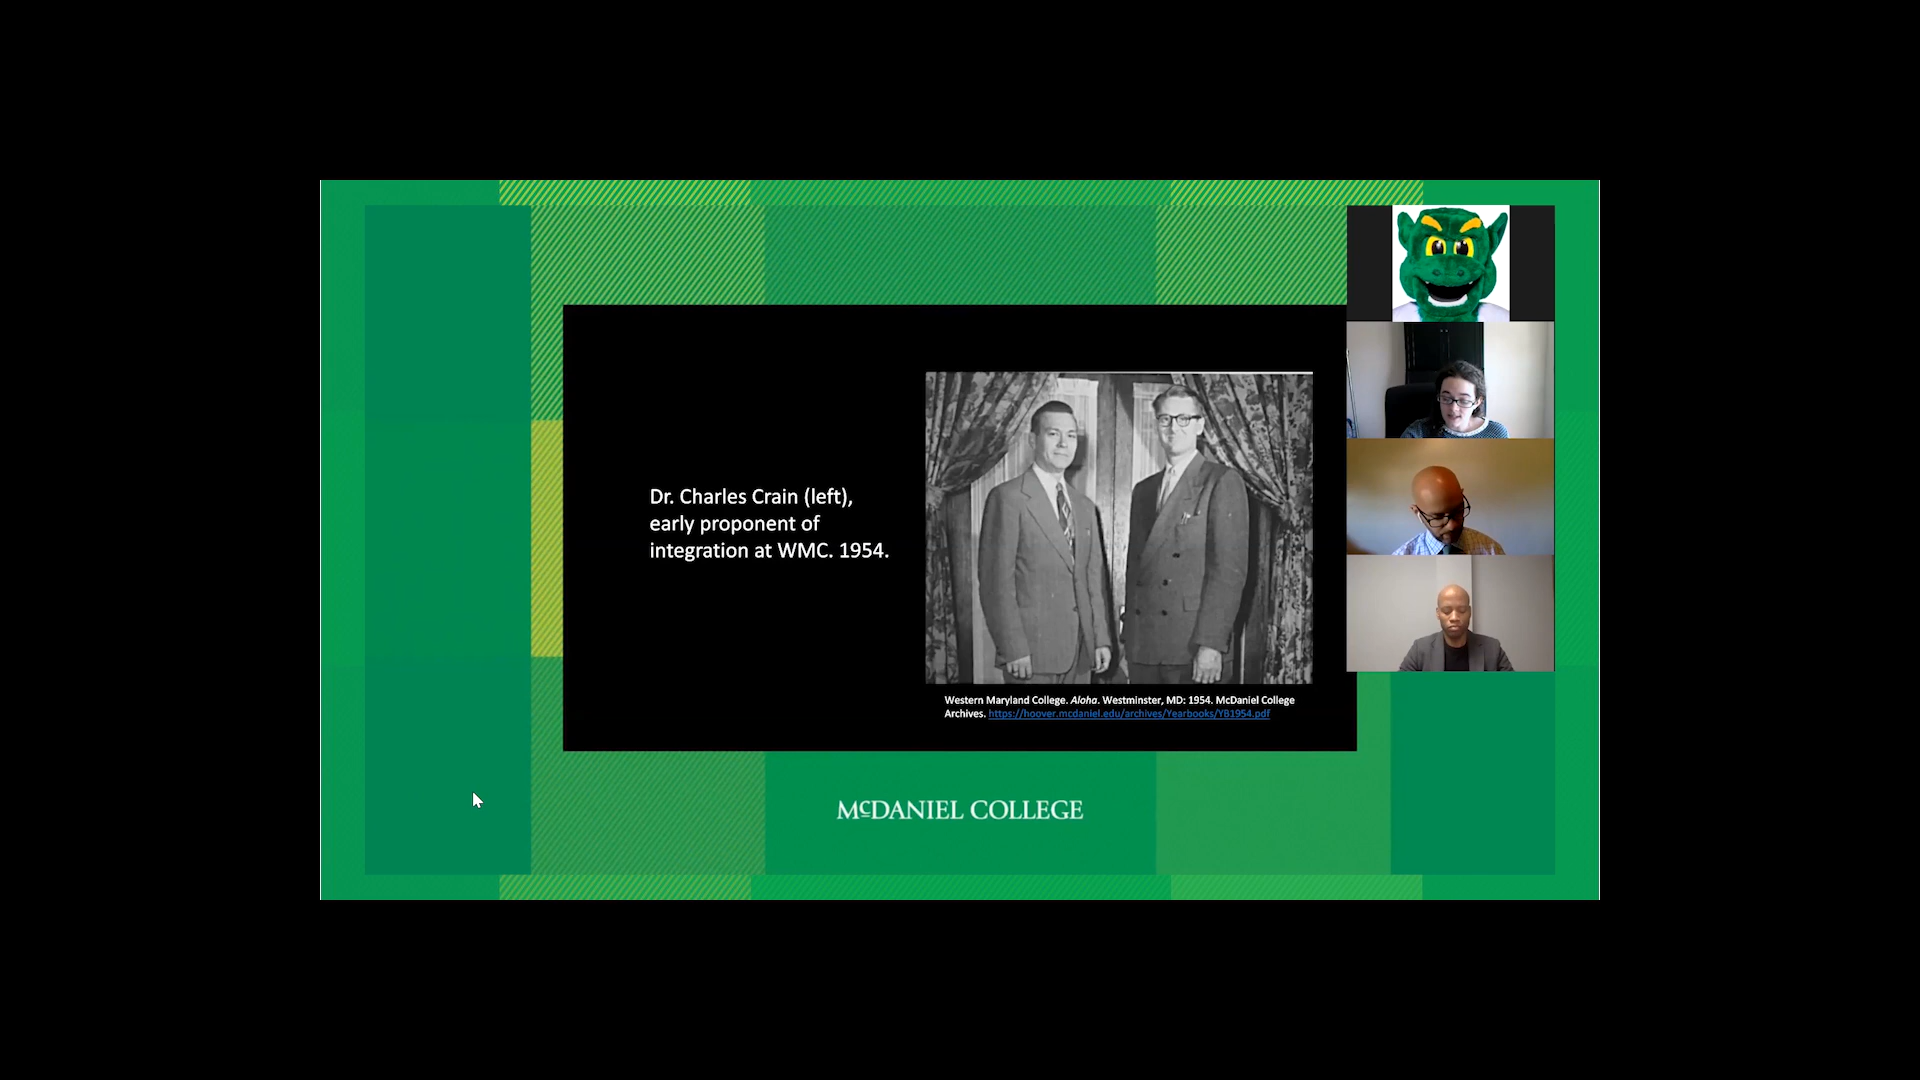 Dr. Charles Crain (left),
early proponent of
integration at WMC. 1954.
Western Maryland College. Aloha. Westminster, MD: 1954. McDaniel College
Archives. https://hoover.mcdaniel.edu/archives/Yearbooks/YB1954.pdf
McDANIEL COLLEGE